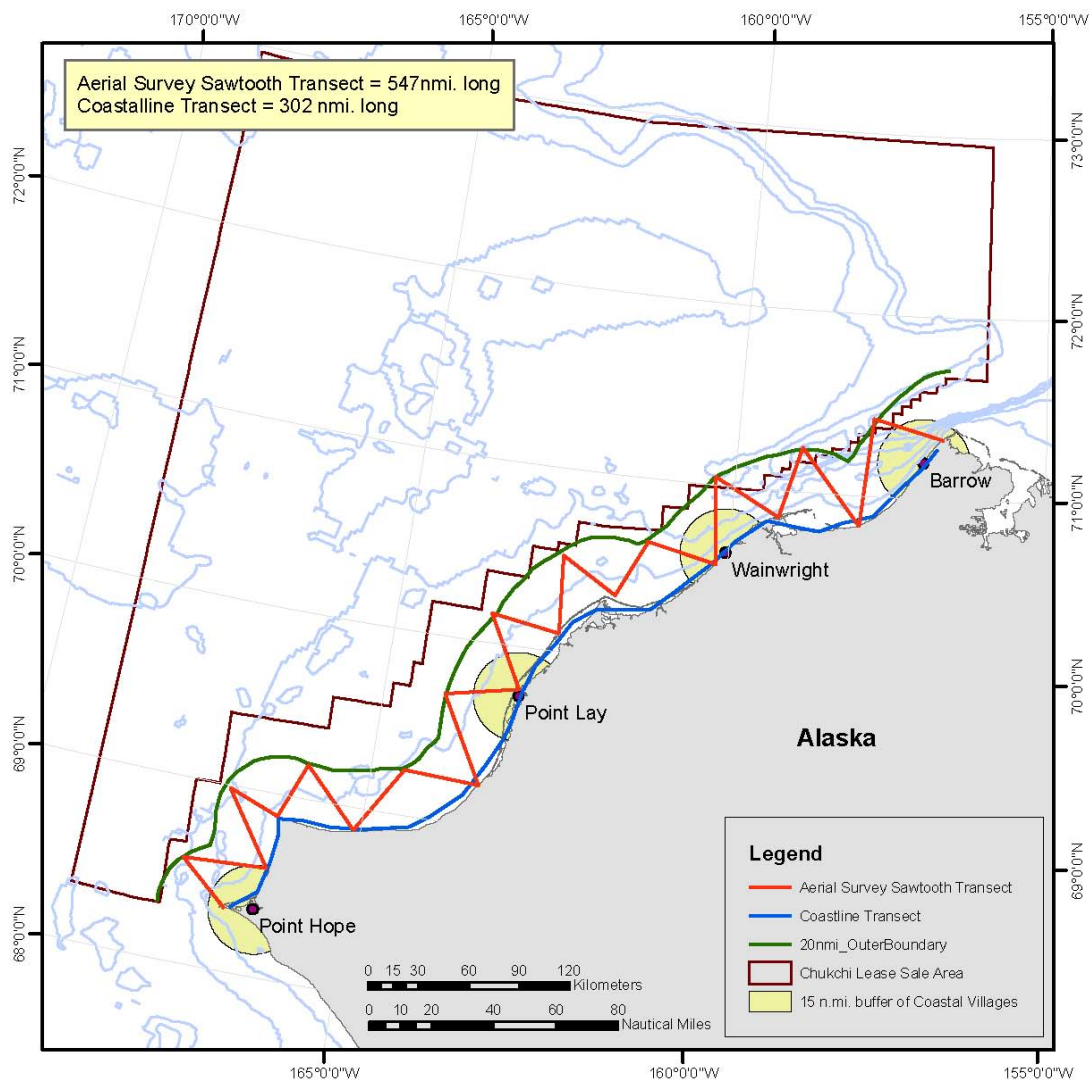 170°0'0"W 165°0'0"W 160°0'0"W 155°0'0"W
Aerial Survey Sawtooth Transect = 547nmi. long
Coastalline Transect = 302 nmi. long
73°0'0"N
72°0'0"N
72°0'0"N
71°0'0"N
Barrow
71°0'0"N
70°0'0"N
Wainwright
70°0'0"N
Point Lay
Alaska
69°0'0"N
Legend
69°0'0"N
Aerial Survey Sawtooth Transect
Coastline Transect
20nmi_OuterBoundary
Chukchi Lease Sale Area
15 n.mi. buffer of Coastal Villages
Point Hope
68°0'0"N
0 15 30 60 90 120
Kilometers
0 10 20 40 60 80
Nautical Miles
165°0'0"W 160°0'0"W 155°0'0"W